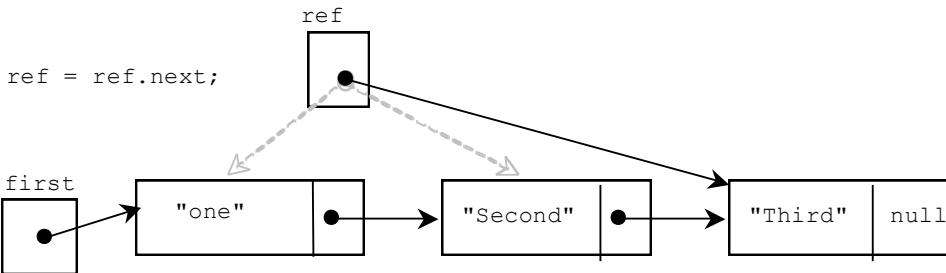 ref
ref = ref.next;
first
"one"
"Second"
"Third"
null